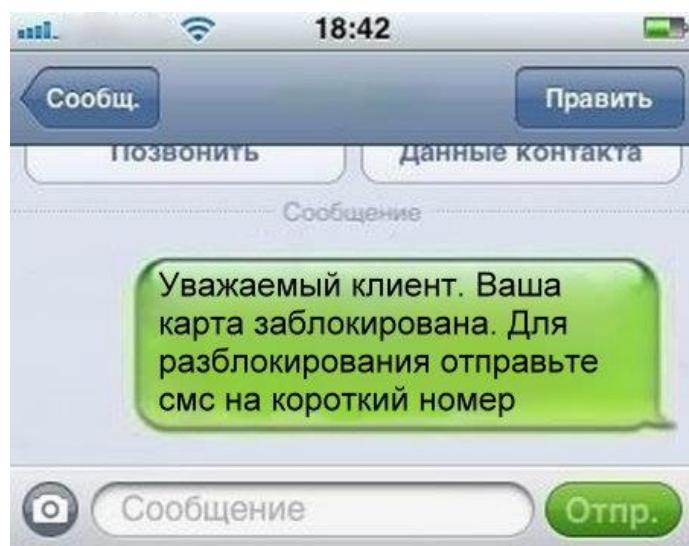 18:42
Сообщ.
Править
Позвонить
Данные контакта
Сообщение
Уважаемый клиент. Ваша
карта заблокирована. Для
разблокирования отправьте
смс на короткий номер
Сообщение
Отпр.